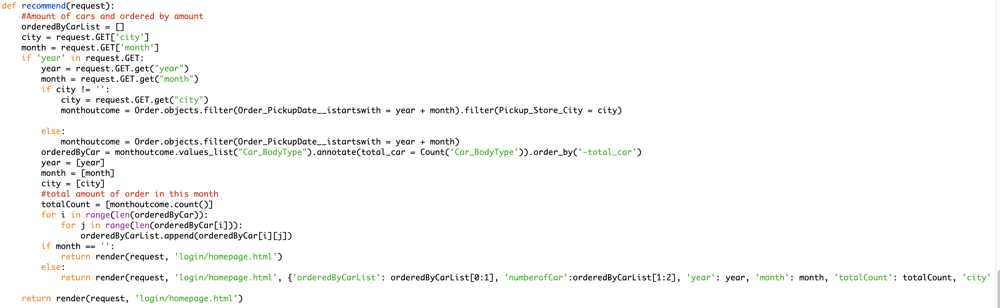 def recommend(request):
    #Amount of cars and ordered by amount
    orderedByCarList = []
    city = request.GET['city']
    month = request.GET['month']
    if 'year' in request.GET:
        year = request.GET.get("year")
        month = request.GET.get("month")
        if city != '':
            city = request.GET.get("city")
            monthoutcome = Order.objects.filter(Order_PickupDate__istartswith = year + month).filter(Pickup_Store_City = city)
        else:
            monthoutcome = Order.objects.filter(Order_PickupDate__istartswith = year + month)
        orderedByCar = monthoutcome.values_list("Car_BodyType").annotate(total_car = Count('Car_BodyType')).order_by('-total_car')
        year = [year]
        month = [month]
        city = [city]
        #total amount of order in this month
        totalCount = [monthoutcome.count()]
        for i in range(len(orderedByCar)):
            for j in range(len(orderedByCar[i])):
                orderedByCarList.append(orderedByCar[i][j])
        if month == '':
            return render(request, 'login/homepage.html')
        else:
            return render(request, 'login/homepage.html', {'orderedByCarList': orderedByCarList[0:1], 'numberofCar':orderedByCarList[1:2], 'year': year, 'month': month, 'totalCount': totalCount, 'city'
    return render(request, 'login/homepage.html')